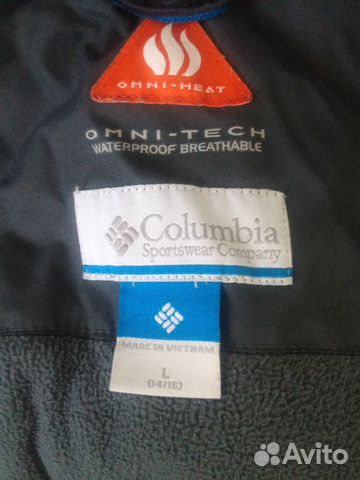 OMNI-HEAT
OMNI-TECH
WATERPROOF BREATHABLE
Columbia
Sportswear Company
MADE IN VIETNAM
L
(14/16)
Avito